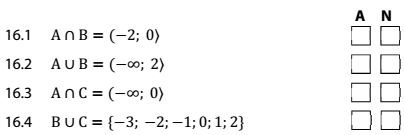 A N
16.1 A ∩ B = (−2; 0⟩
16.2 A ∪ B = (−∞; 2⟩
16.3 A ∩ C = (−∞; 0⟩
16.4 B ∪ C = {−3; −2; −1; 0; 1; 2}